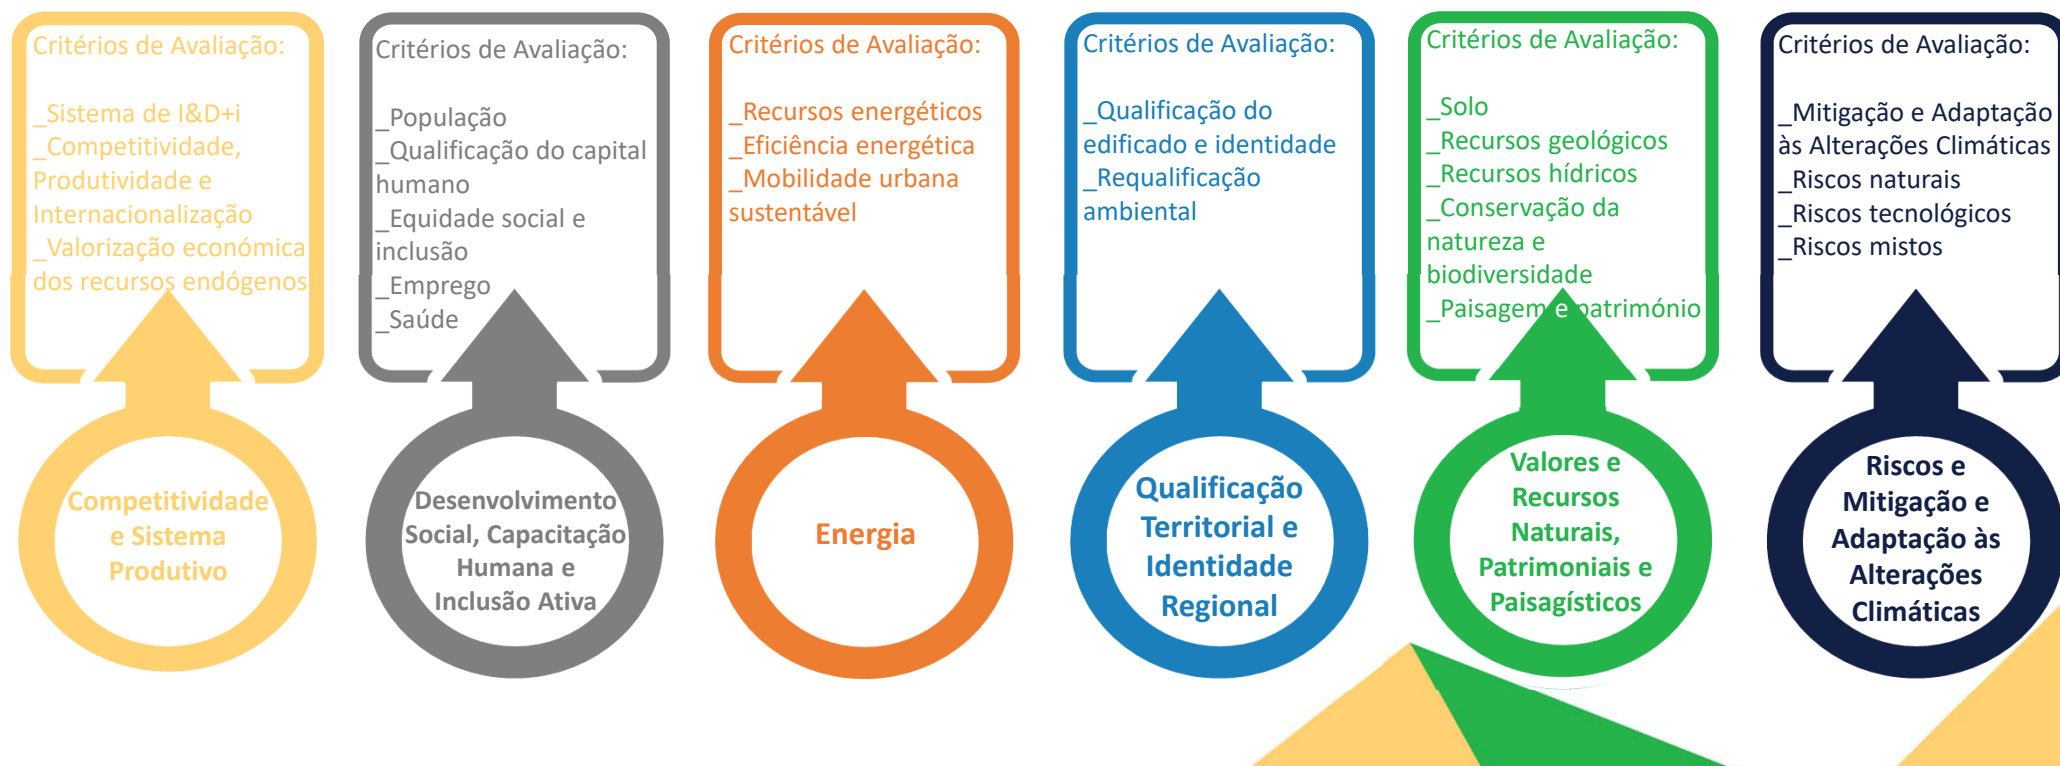 Critérios de Avaliação:
_Sistema de I&D+i
_Competitividade,
Produtividade e
Internacionalização
_Valorização económica
dos recursos endógenos
Competitividade
e Sistema
Produtivo
Critérios de Avaliação:
_População
_Qualificação do capital
humano
_Equidade social e
inclusão
_Emprego
_Saúde
Desenvolvimento
Social, Capacitação
Humana e
Inclusão Ativa
Critérios de Avaliação:
_Recursos energéticos
_Eficiência energética
_Mobilidade urbana
sustentável
Energia
Critérios de Avaliação:
_Qualificação do
edificado e identidade
_Requalificação
ambiental
Qualificação
Territorial e
Identidade
Regional
Critérios de Avaliação:
_Solo
_Recursos geológicos
_Recursos hídricos
_Conservação da
natureza e
biodiversidade
_Paisagem e património
Valores e
Recursos
Naturais,
Patrimoniais e
Paisagísticos
Critérios de Avaliação:
_Mitigação e Adaptação
às Alterações Climáticas
_Riscos naturais
_Riscos tecnológicos
_Riscos mistos
Riscos e
Mitigação e
Adaptação às
Alterações
Climáticas